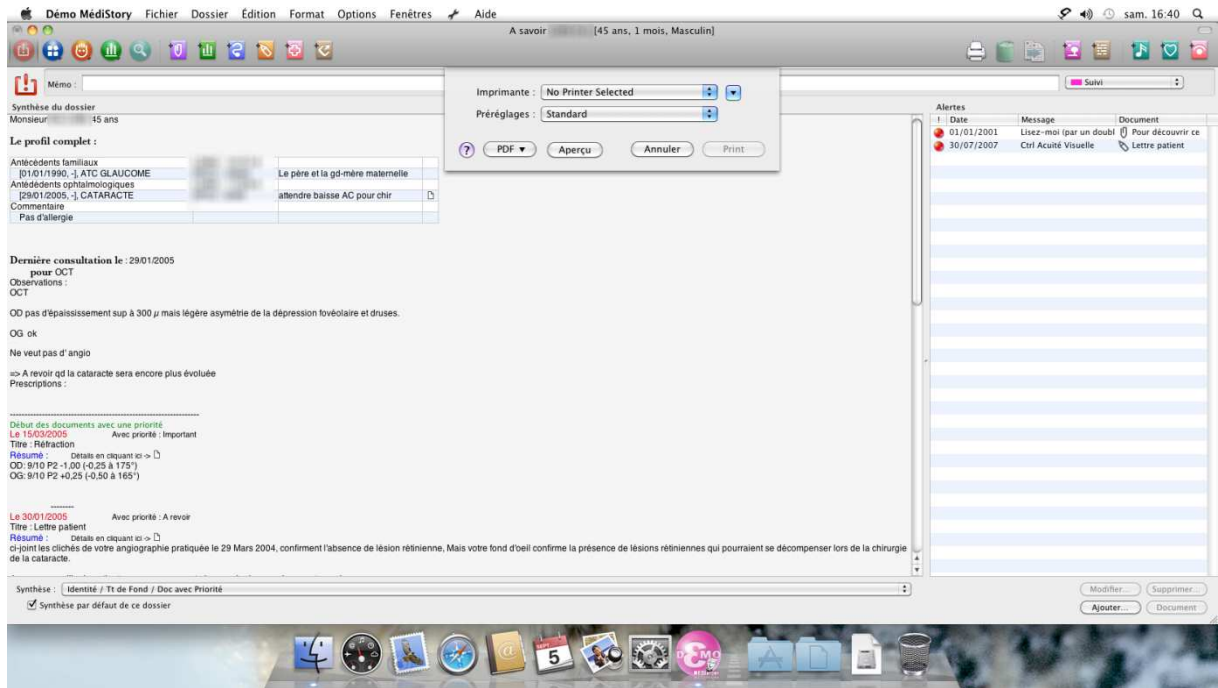 Démo MédiStory Fichier Dossier Édition Format Options Fenêtres Aide sam. 16:40
A savoir [45 ans, 1 mois, Masculin]
Mémo :
Suivi
Imprimante : No Printer Selected
Préréglages : Standard
? PDF Aperçu Annuler Print
Synthèse du dossier
Monsieur 45 ans
Le profil complet :
Antécédents familiaux
[01/01/1990, -], ATC GLAUCOME Le père et la gd-mère maternelle
Antédédents ophtalmologiques
[29/01/2005, -], CATARACTE attendre baisse AC pour chir
Commentaire
Pas d'allergie
Dernière consultation le : 29/01/2005
pour OCT
Observations :
OCT
OD pas d'épaississement sup à 300 µ mais légère asymétrie de la dépression fovéolaire et druses.
OG ok
Ne veut pas d' angio
=> A revoir qd la cataracte sera encore plus évoluée
Prescriptions :
Début des documents avec une priorité
Le 15/03/2005 Avec priorité : Important
Titre : Réfraction
Résumé : Détails en cliquant ici ->
OD: 9/10 P2 -1,00 (-0,25 à 175°)
OG: 9/10 P2 +0,25 (-0,50 à 165°)
--------
Le 30/01/2005 Avec priorité : A revoir
Titre : Lettre patient
Résumé : Détails en cliquant ici ->
ci-joint les clichés de votre angiographie pratiquée le 29 Mars 2004, confirment l'absence de lésion rétinienne, Mais votre fond d'oeil confirme la présence de lésions rétiniennes qui pourraient se décompenser lors de la chirurgie
de la cataracte.
Alertes
! Date Message Document
01/01/2001 Lisez-moi (par un doubl Pour découvrir ce
30/07/2007 Ctrl Acuité Visuelle Lettre patient
Synthèse : Identité / Tt de Fond / Doc avec Priorité
Synthèse par défaut de ce dossier
Modifier... Supprimer...
Ajouter... Document
SEPT
5